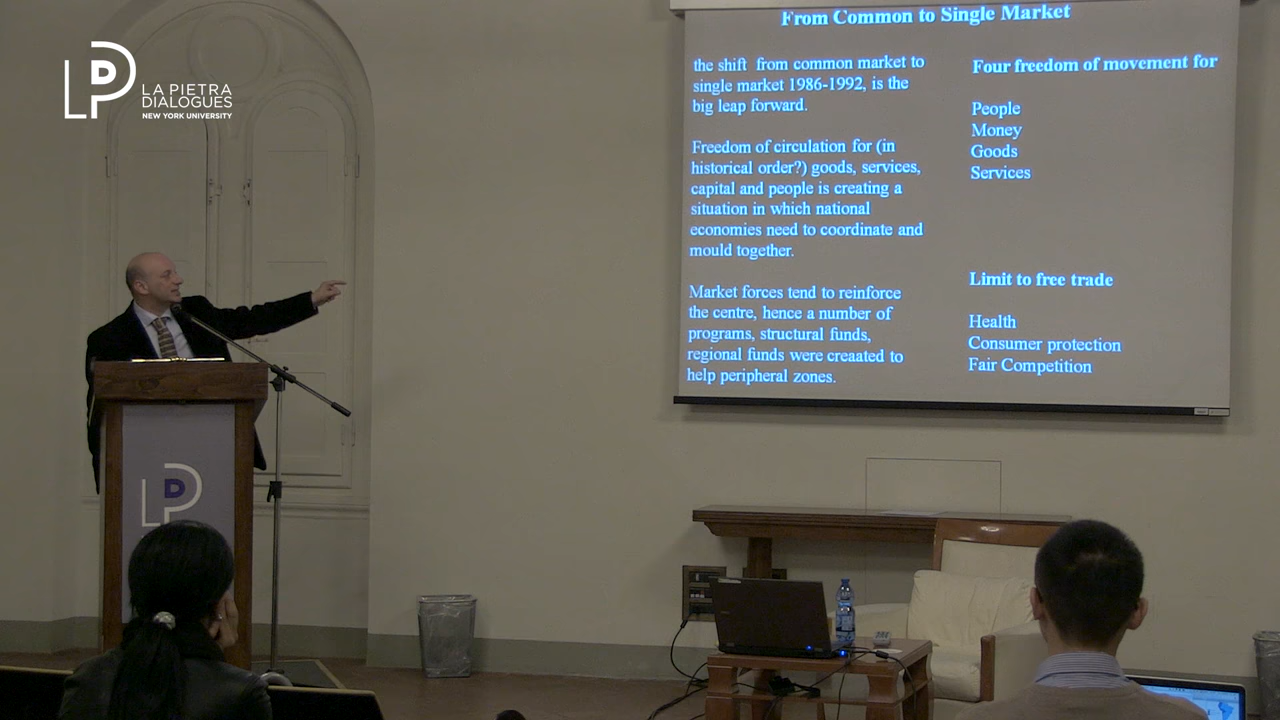 LA PIETRA
DIALOGUES
NEW YORK UNIVERSITY
From Common to Single Market
the shift from common market to
single market 1986-1992, is the
big leap forward.
Freedom of circulation for (in
historical order?) goods, services,
capital and people is creating a
situation in which national
economies need to coordinate and
mould together.
Market forces tend to reinforce
the centre, hence a number of
programs, structural funds,
regional funds were creaated to
help peripheral zones.
Four freedom of movement for
People
Money
Goods
Services
Limit to free trade
Health
Consumer protection
Fair Competition